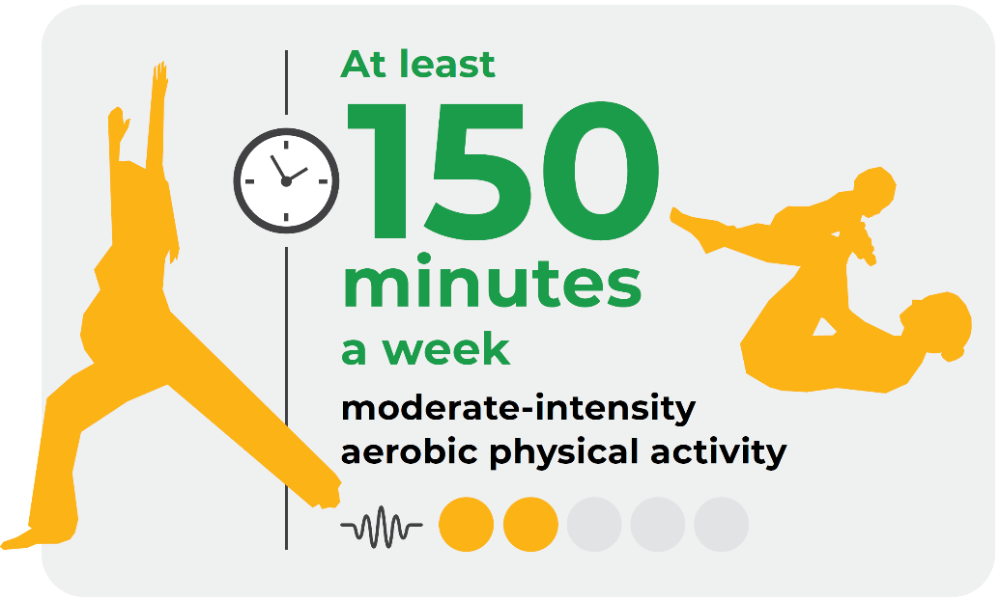 At least
150
minutes
a week
moderate-intensity
aerobic physical activity